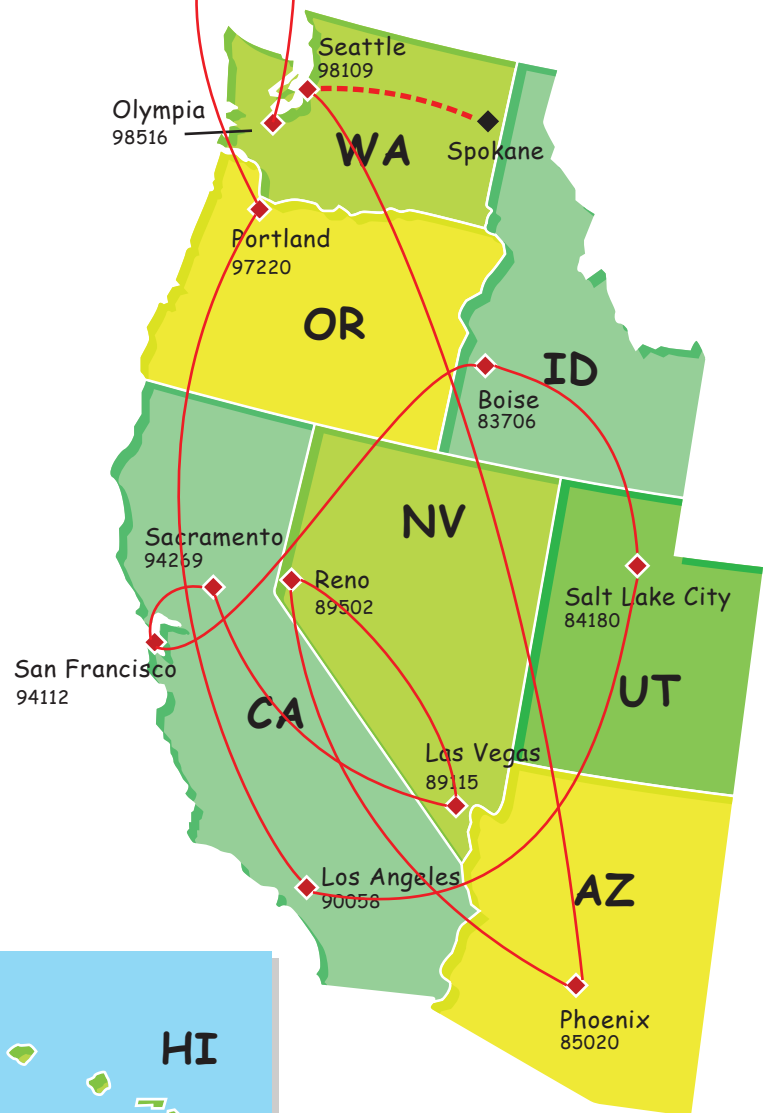 Seattle
98109
Olympia
98516
WA
Spokane
Portland
97220
OR
ID
Boise
83706
NV
Sacramento
94269
Reno
89502
Salt Lake City
84180
San Francisco
94112
UT
CA
Las Vegas
89115
Los Angeles
90058
AZ
Phoenix
85020
HI